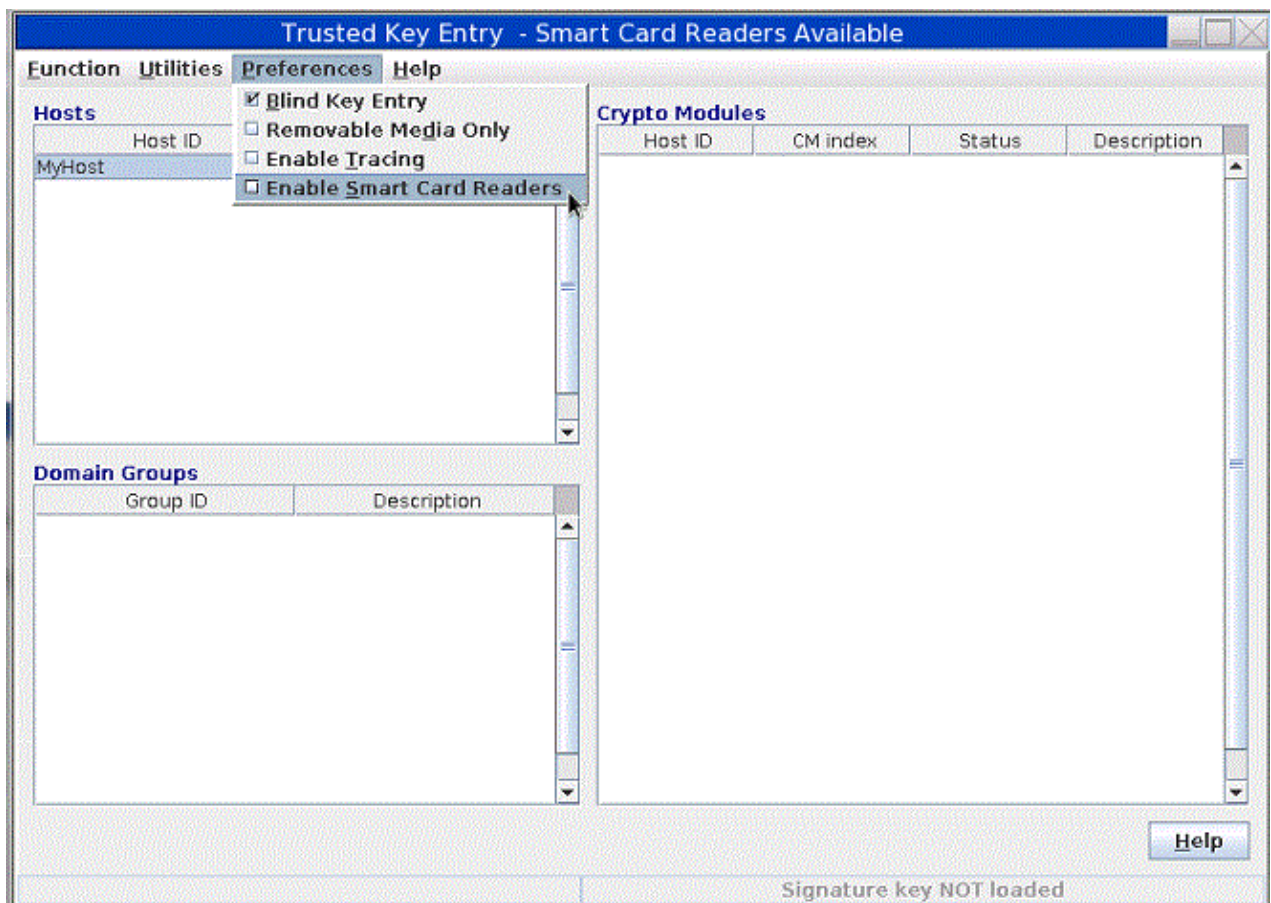 Trusted Key Entry - Smart Card Readers Available
Function Utilities Preferences Help
Blind Key Entry
Removable Media Only
Enable Tracing
Enable Smart Card Readers
Hosts
Host ID
MyHost
Crypto Modules
Host ID CM index Status Description
Domain Groups
Group ID Description
Help
Signature key NOT loaded